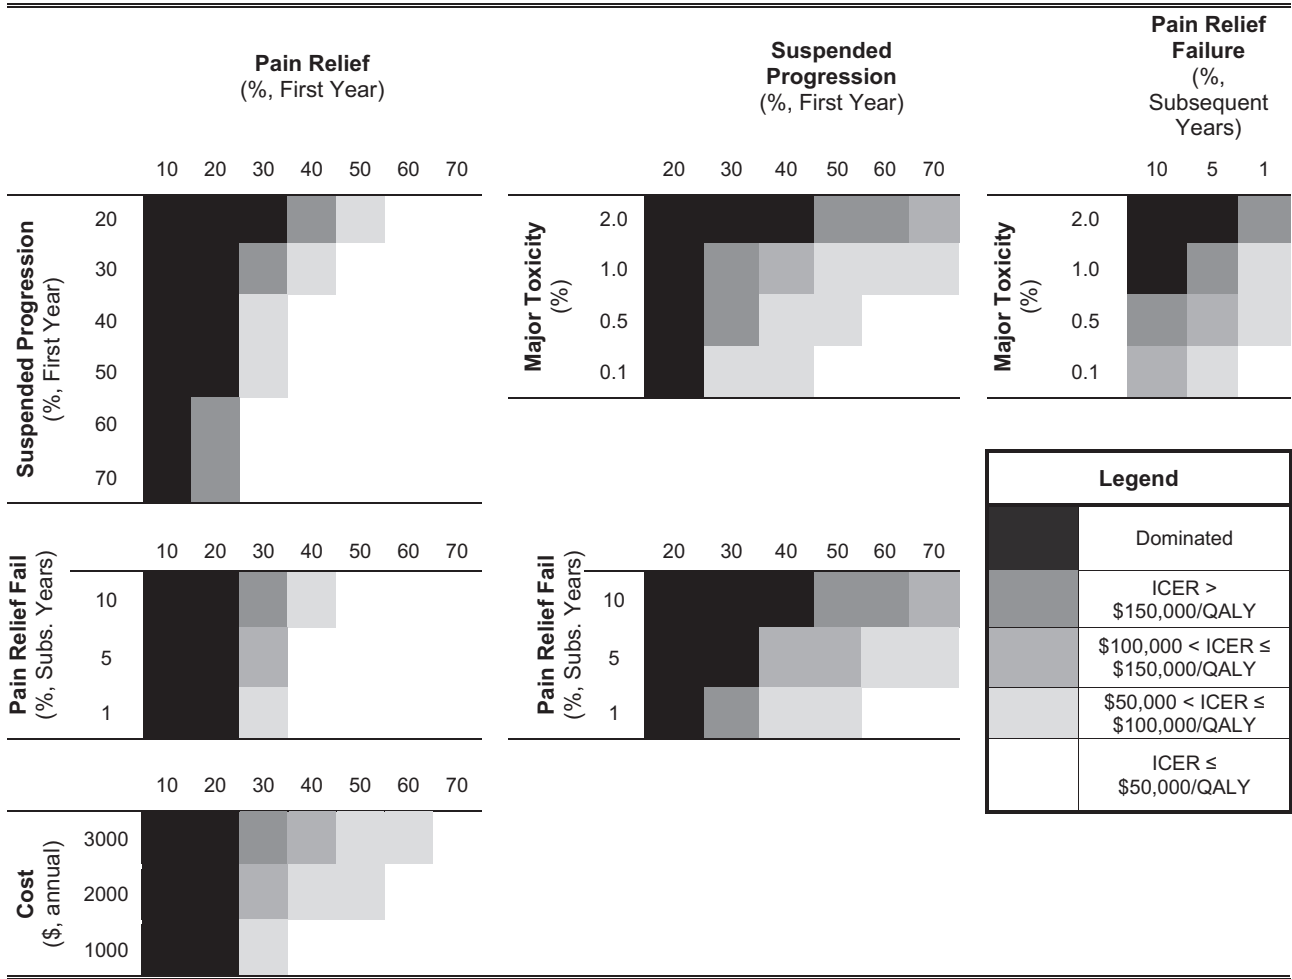 Pain Relief
(%, First Year)
Suspended
Progression
(%, First Year)
Pain Relief
Failure
(%,
Subsequent
Years)
10 20 30 40 50 60 70
20 30 40 50 60 70
10 5 1
Suspended Progression
(%, First Year)
20
30
40
50
60
70
Major Toxicity
(%)
2.0
1.0
0.5
0.1
Major Toxicity
(%)
2.0
1.0
0.5
0.1
Legend
Dominated
ICER >
$150,000/QALY
$100,000 < ICER ≤
$150,000/QALY
$50,000 < ICER ≤
$100,000/QALY
ICER ≤
$50,000/QALY
Pain Relief Fail
(%, Subs. Years)
10 20 30 40 50 60 70
10
5
1
Pain Relief Fail
(%, Subs. Years)
20 30 40 50 60 70
10
5
1
10 20 30 40 50 60 70
Cost
($, annual)
3000
2000
1000